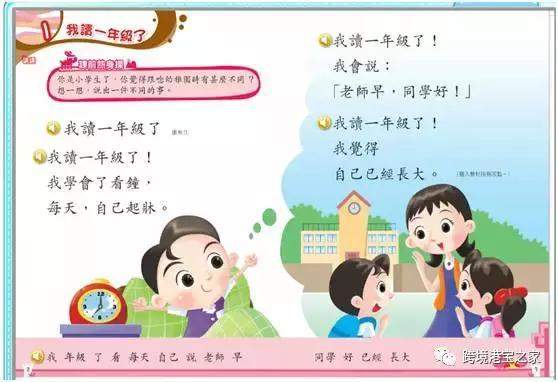 1
我讀一年級了
課前熱身操
你是小學生了，你覺得跟唸幼稚園時有甚麼不同？
想一想，說出一件不同的事。
我讀一年級了
我讀一年級了！
我學會了看鐘，
每天，自己起牀。
我讀一年級了！
我會說：
「老師早，同學好！」
我讀一年級了！
我覺得
自己已經長大。
我 年級 了 看 每天 自己 說 老師 早 同學 好 已經 長大
跨境港宝之家